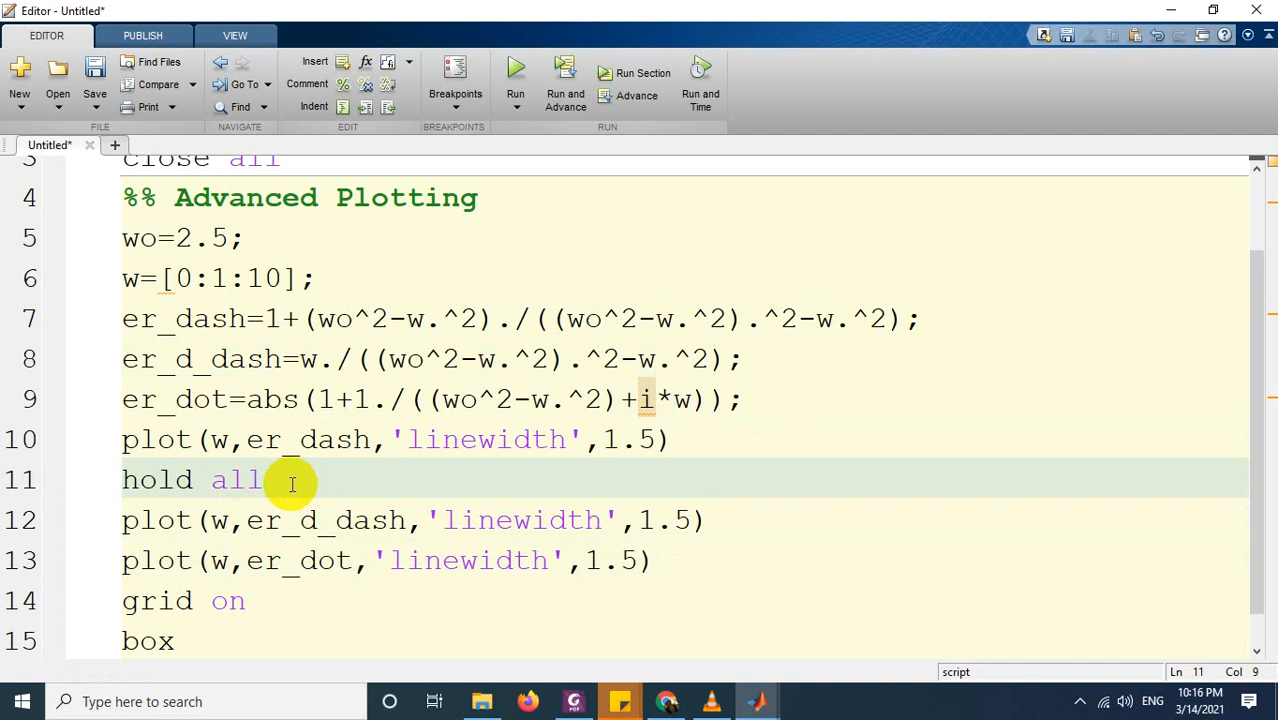 Editor - Untitled*
EDITOR PUBLISH VIEW
New Open Save Find Files Compare Print
Insert Comment Indent
Go To Find
Breakpoints
Run Run and Advance Run Section Advance Run and Time
FILE NAVIGATE EDIT BREAKPOINTS RUN
Untitled* × +
3 close all
4 %% Advanced Plotting
5 wo=2.5;
6 w=[0:1:10];
7 er_dash=1+(wo^2-w.^2)./((wo^2-w.^2).^2-w.^2);
8 er_d_dash=w./((wo^2-w.^2).^2-w.^2);
9 er_dot=abs(1+1./((wo^2-w.^2)+i*w));
10 plot(w,er_dash,'linewidth',1.5)
11 hold all
12 plot(w,er_d_dash,'linewidth',1.5)
13 plot(w,er_dot,'linewidth',1.5)
14 grid on
15 box
script Ln 11 Col 9
Type here to search ENG 10:16 PM
3/14/2021